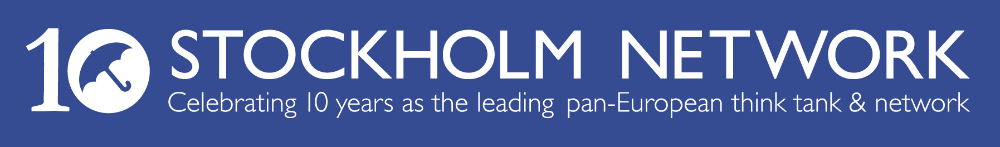 10 STOCKHOLM NETWORK
Celebrating 10 years as the leading pan-European think tank & network